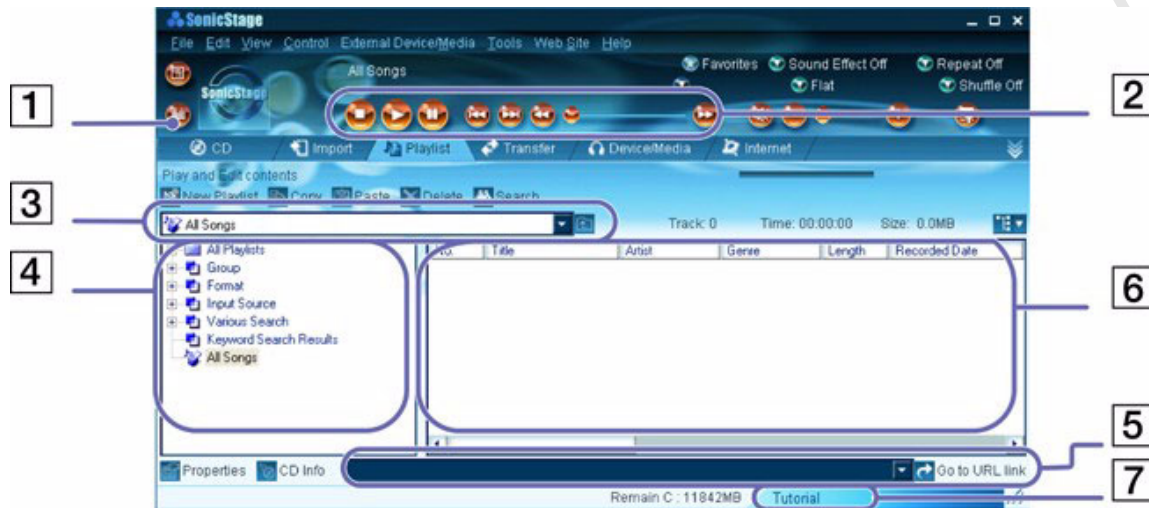 SonicStage
File Edit View Control External Device/Media Tools Web Site Help
SonicStage
All Songs
Favorites Sound Effect Off Repeat Off
Flat Shuffle Off
1
2
CD Import Playlist Transfer Device/Media Internet
Play and Edit contents
New Playlist Copy Paste Delete Search
3
All Songs
Track: 0 Time: 00:00:00 Size: 0.0MB
4
All Playlists
Group
Format
Input Source
Various Search
Keyword Search Results
All Songs
No. Title Artist Genre Length Recorded Date
6
5
Properties CD Info Go to URL link
7
Remain C : 11842MB Tutorial